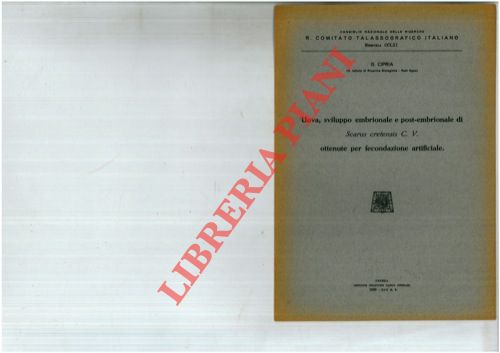 CONSIGLIO NAZIONALE DELLE RICERCHE
R. COMITATO TALASSOGRAFICO ITALIANO
G. CIPRIA
Uova, sviluppo embrionale e post-embrionale di
Scarus cretensis C. V.
ottenute per fecondazione artificiale.
LIBRERIA PIANI